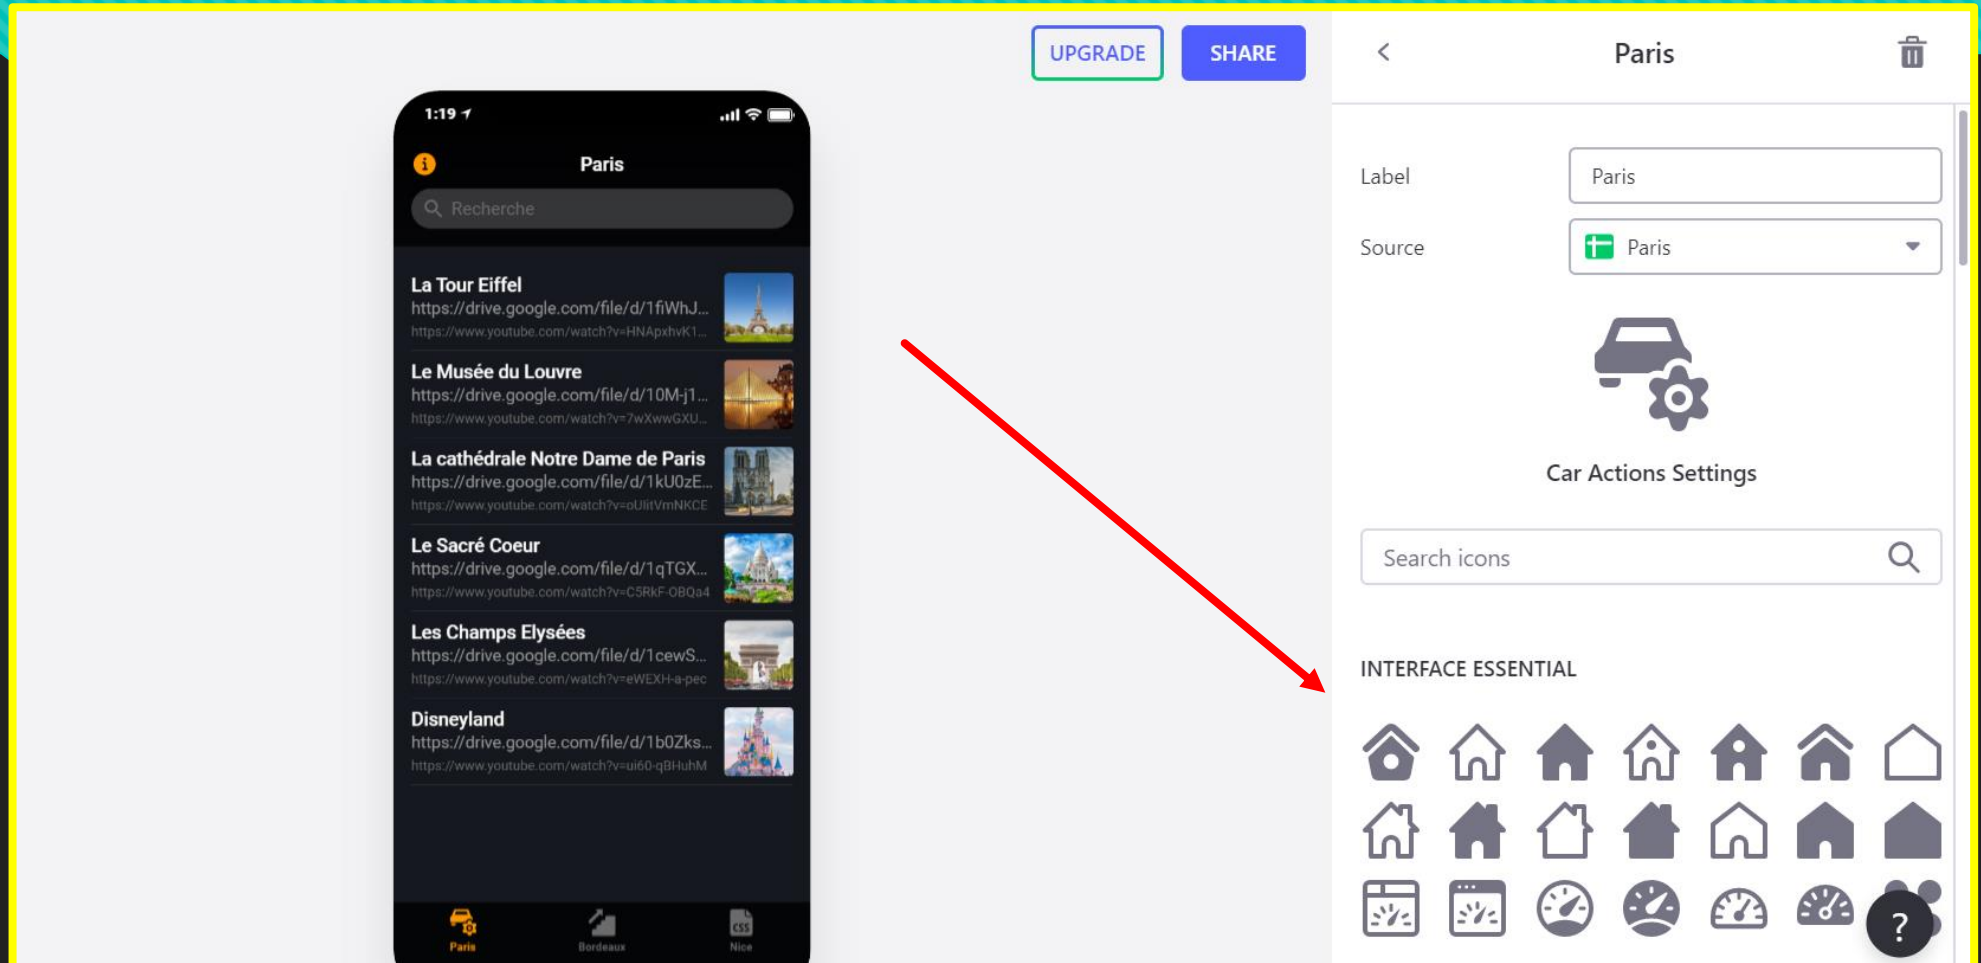 UPGRADE
SHARE
1:19
Paris
Recherche
La Tour Eiffel
https://drive.google.com/file/d/1fiWhJ...
https://www.youtube.com/watch?v=HNApxhvK1...
Le Musée du Louvre
https://drive.google.com/file/d/10M-j1...
https://www.youtube.com/watch?v=7wXwwGXU...
La cathédrale Notre Dame de Paris
https://drive.google.com/file/d/1kU0zE...
https://www.youtube.com/watch?v=oUIitVmNKCE
Le Sacré Coeur
https://drive.google.com/file/d/1qTGX...
https://www.youtube.com/watch?v=C5RkF-OBQa4
Les Champs Elysées
https://drive.google.com/file/d/1cewS...
https://www.youtube.com/watch?v=eWEXH-a-pec
Disneyland
https://drive.google.com/file/d/1b0Zks...
https://www.youtube.com/watch?v=ui60-qBHuhM
Paris
Bordeaux
CSS
Nice
Paris
Label
Paris
Source
Paris
Car Actions Settings
Search icons
INTERFACE ESSENTIAL
?